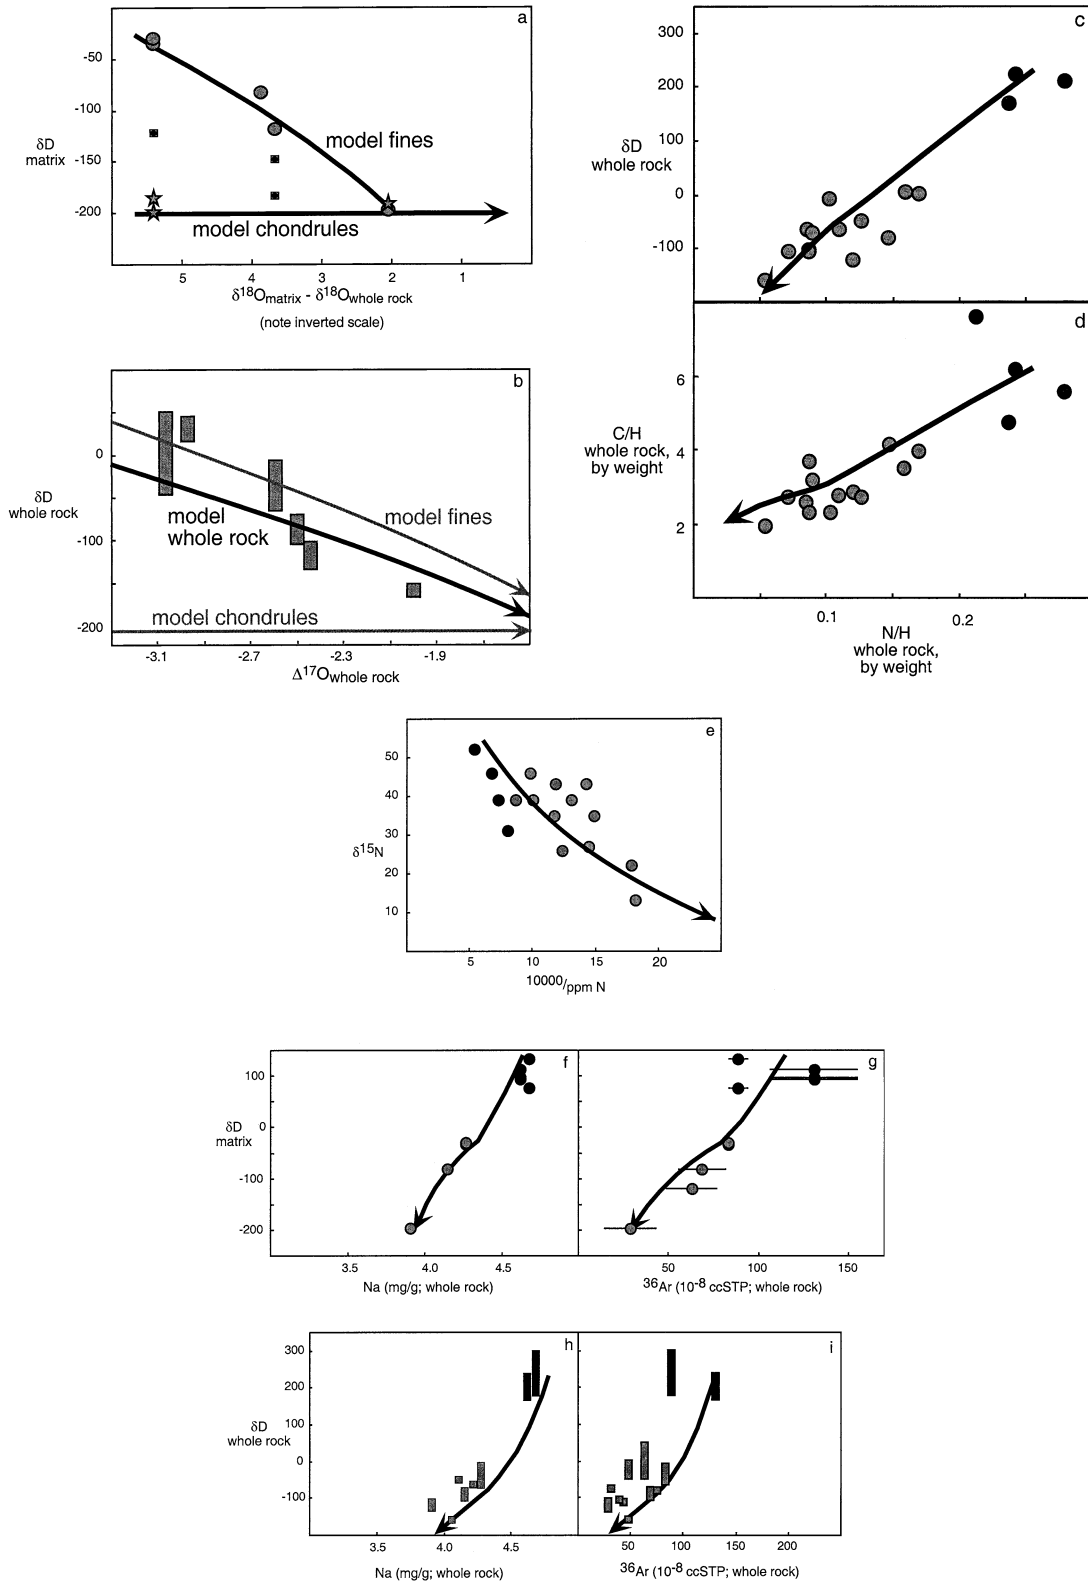 a
-50
-100
-150
-200
δD
matrix
model fines
model chondrules
5
4
3
2
1
δ18Omatrix - δ18Owhole rock
(note inverted scale)
b
0
-100
-200
δD
whole rock
model
whole rock
model fines
model chondrules
-3.1
-2.7
-2.3
-1.9
Δ17Owhole rock
c
300
200
100
0
-100
δD
whole rock
d
6
4
2
C/H
whole rock,
by weight
0.1
0.2
N/H
whole rock,
by weight
e
50
40
30
20
10
δ15N
5
10
15
20
10000/ppm N
f
100
0
-100
-200
δD
matrix
3.5
4.0
4.5
Na (mg/g; whole rock)
g
50
100
150
36Ar (10-8 ccSTP; whole rock)
h
300
200
100
0
-100
δD
whole rock
3.5
4.0
4.5
Na (mg/g; whole rock)
i
50
100
150
200
36Ar (10-8 ccSTP; whole rock)